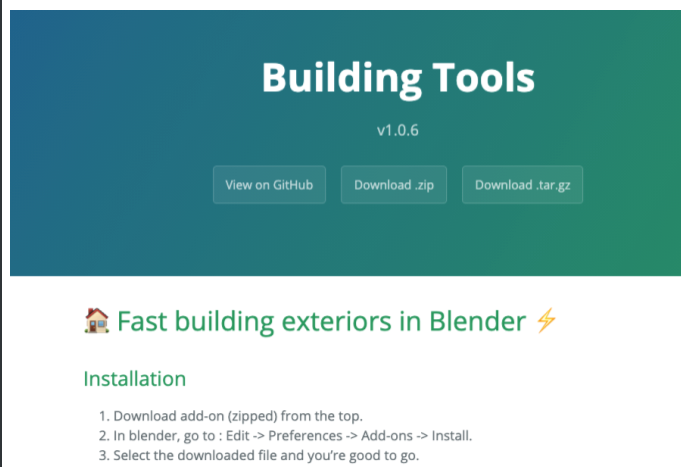 Building Tools
v1.0.6
View on GitHub
Download .zip
Download .tar.gz
🏠 Fast building exteriors in Blender ⚡
Installation
1. Download add-on (zipped) from the top.
2. In blender, go to : Edit -> Preferences -> Add-ons -> Install.
3. Select the downloaded file and you’re good to go.